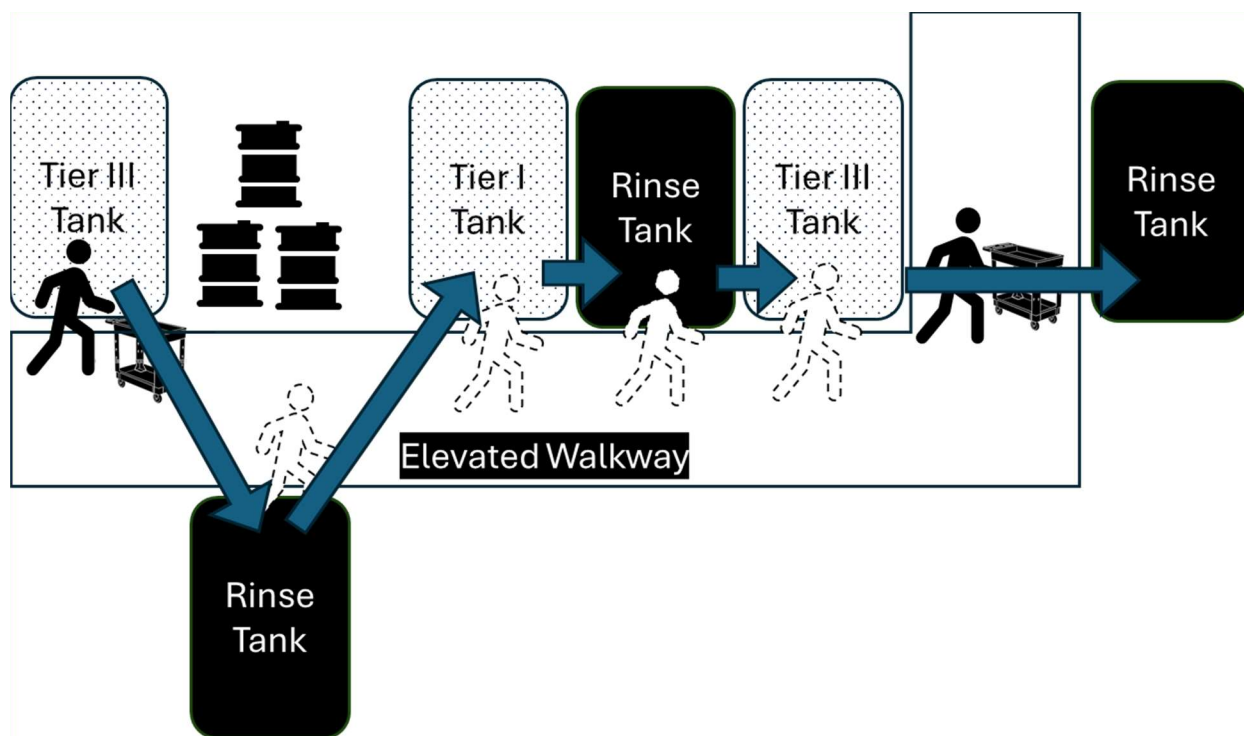 Tier III
Tank
Tier I
Tank
Rinse
Tank
Tier III
Tank
Rinse
Tank
Elevated Walkway
Rinse
Tank